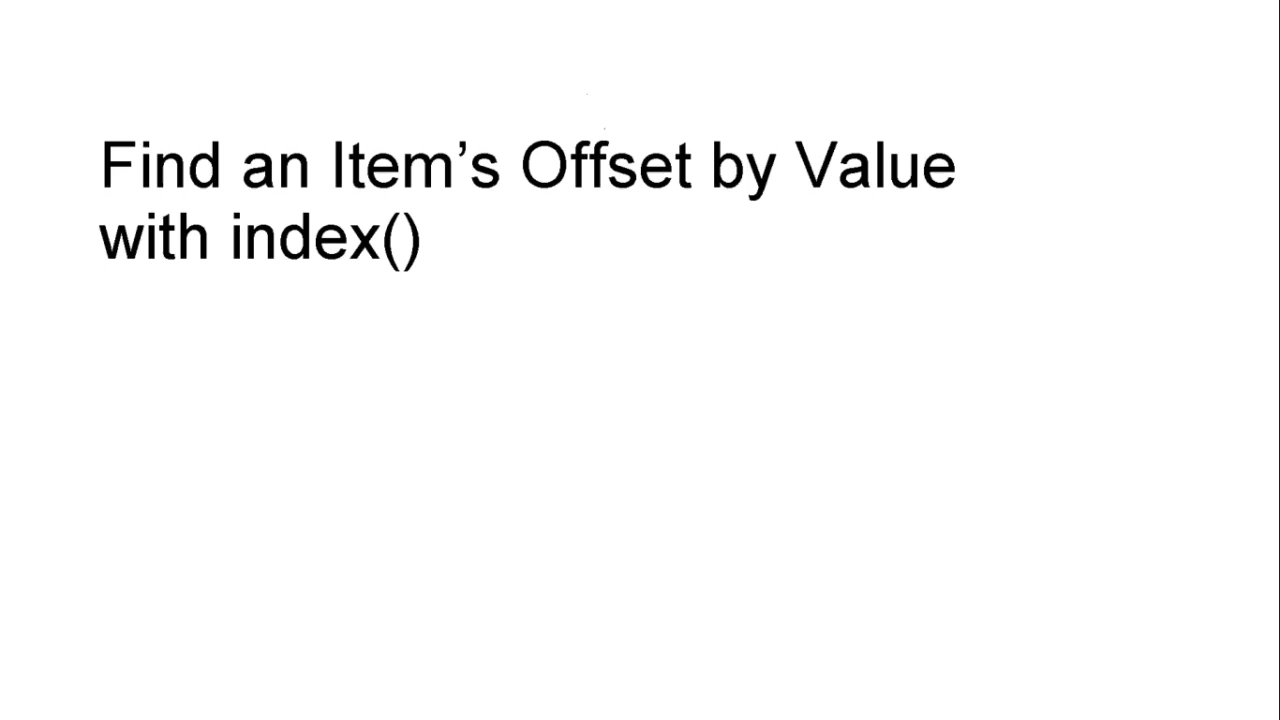 Find an Item’s Offset by Value
with index()